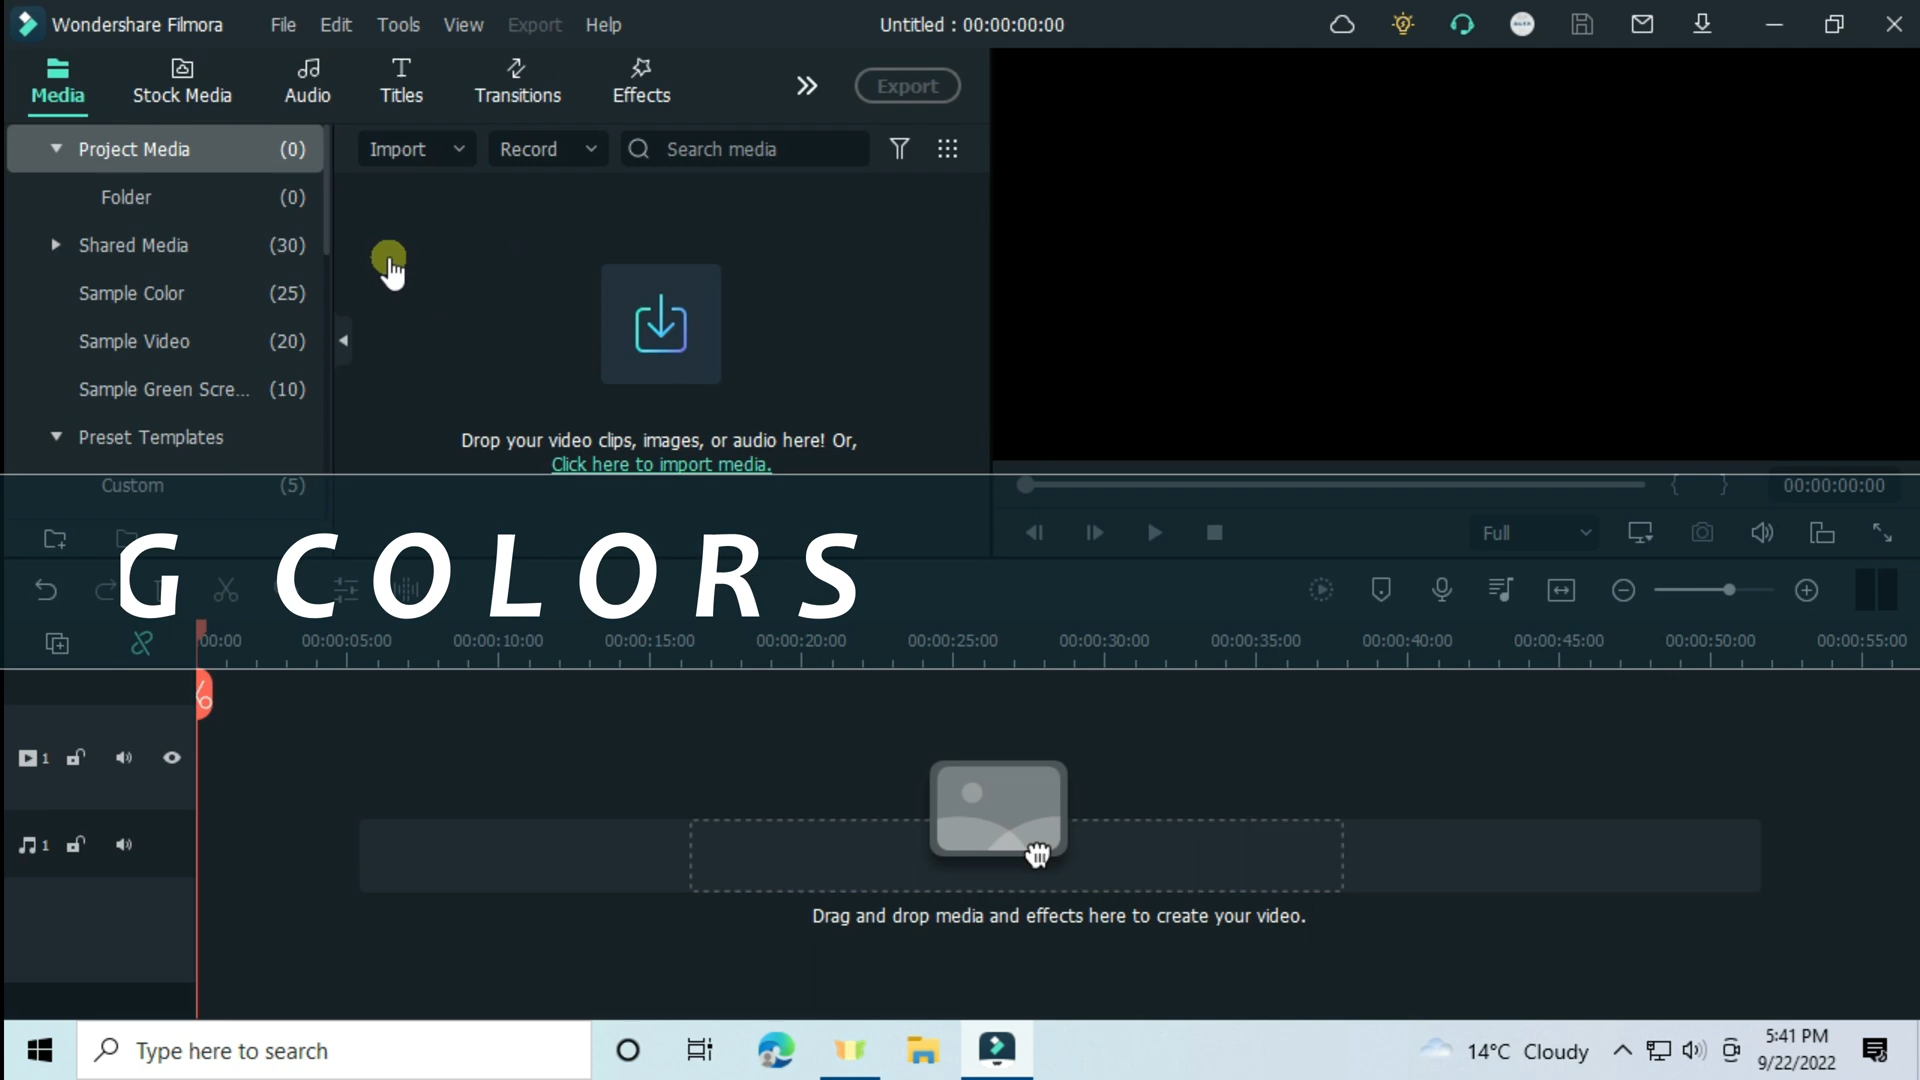 Wondershare Filmora File Edit Tools View Export Help Untitled : 00:00:00:00
Media Stock Media Audio Titles Transitions Effects Export
Project Media (0)
Import Record Search media
Folder (0)
Shared Media (30)
Sample Color (25)
Sample Video (20)
Sample Green Scre... (10)
Preset Templates
Custom (5)
Drop your video clips, images, or audio here! Or,
Click here to import media.
00:00:00:00
Full
G COLORS
00:00 00:00:05:00 00:00:10:00 00:00:15:00 00:00:20:00 00:00:25:00 00:00:30:00 00:00:35:00 00:00:40:00 00:00:45:00 00:00:50:00 00:00:55:00
1
1
Drag and drop media and effects here to create your video.
Type here to search
14°C Cloudy
5:41 PM
9/22/2022